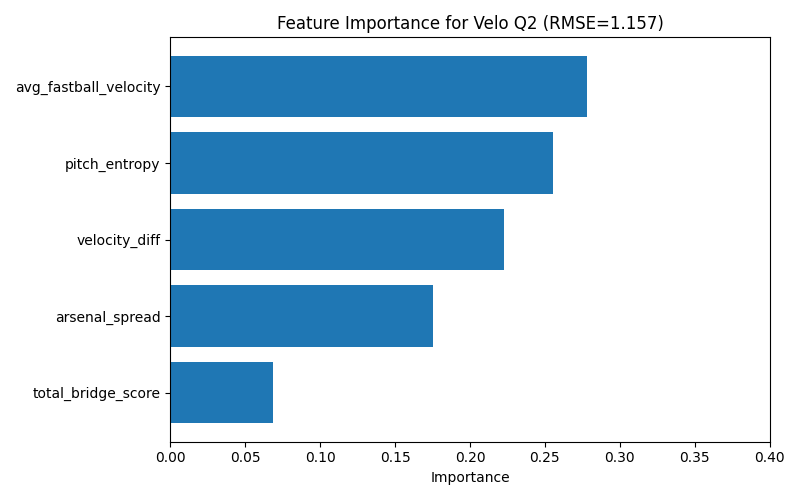 Feature Importance for Velo Q2 (RMSE=1.157)
avg_fastball_velocity
pitch_entropy
velocity_diff
arsenal_spread
total_bridge_score
0.00 0.05 0.10 0.15 0.20 0.25 0.30 0.35 0.40
Importance